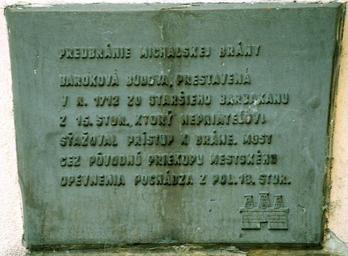 PREDBRÁNIE MICHALSKEJ BRÁNY
BAROKOVÁ BUDOVA, PRESTAVENÁ
V R. 1712 ZO STARŠIEHO BARBAKANU
Z 15. STOR., KTORÝ NEPRIATEĽOVI
SŤAŽOVAL PRÍSTUP K BRÁNE. MOST
CEZ PÔVODNÚ PRIEKOPU MESTSKÉHO
OPEVNENIA POCHÁDZA Z POL. 18. STOR.